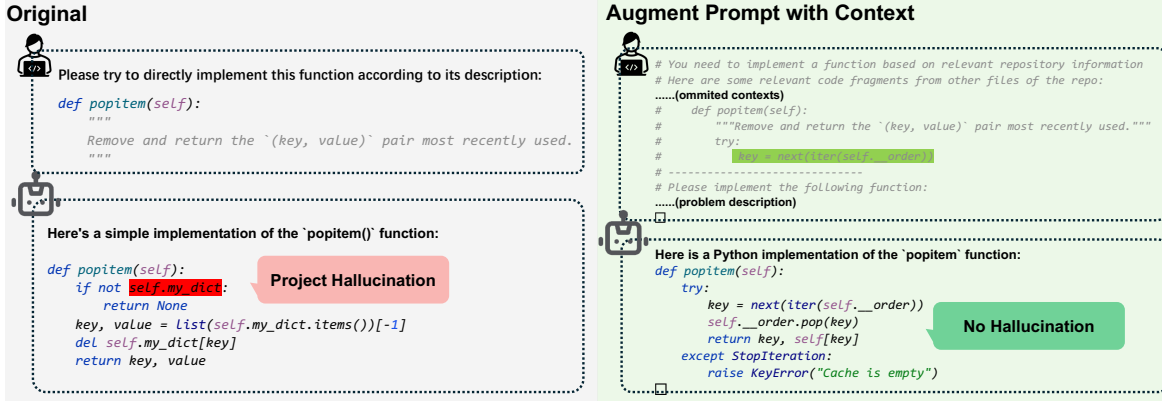 Original
Please try to directly implement this function according to its description:
def popitem(self):
"""
Remove and return the `(key, value)` pair most recently used.
"""
Here's a simple implementation of the `popitem()` function:
def popitem(self):
if not self.my_dict:
return None
key, value = list(self.my_dict.items())[-1]
del self.my_dict[key]
return key, value
Project Hallucination
Augment Prompt with Context
# You need to implement a function based on relevant repository information
# Here are some relevant code fragments from other files of the repo:
......(ommited contexts)
# def popitem(self):
# """Remove and return the `(key, value)` pair most recently used."""
# try:
# key = next(iter(self.__order))
# ------------------------------
# Please implement the following function:
......(problem description)
Here is a Python implementation of the `popitem` function:
def popitem(self):
try:
key = next(iter(self.__order))
self.__order.pop(key)
return key, self[key]
except StopIteration:
raise KeyError("Cache is empty")
No Hallucination